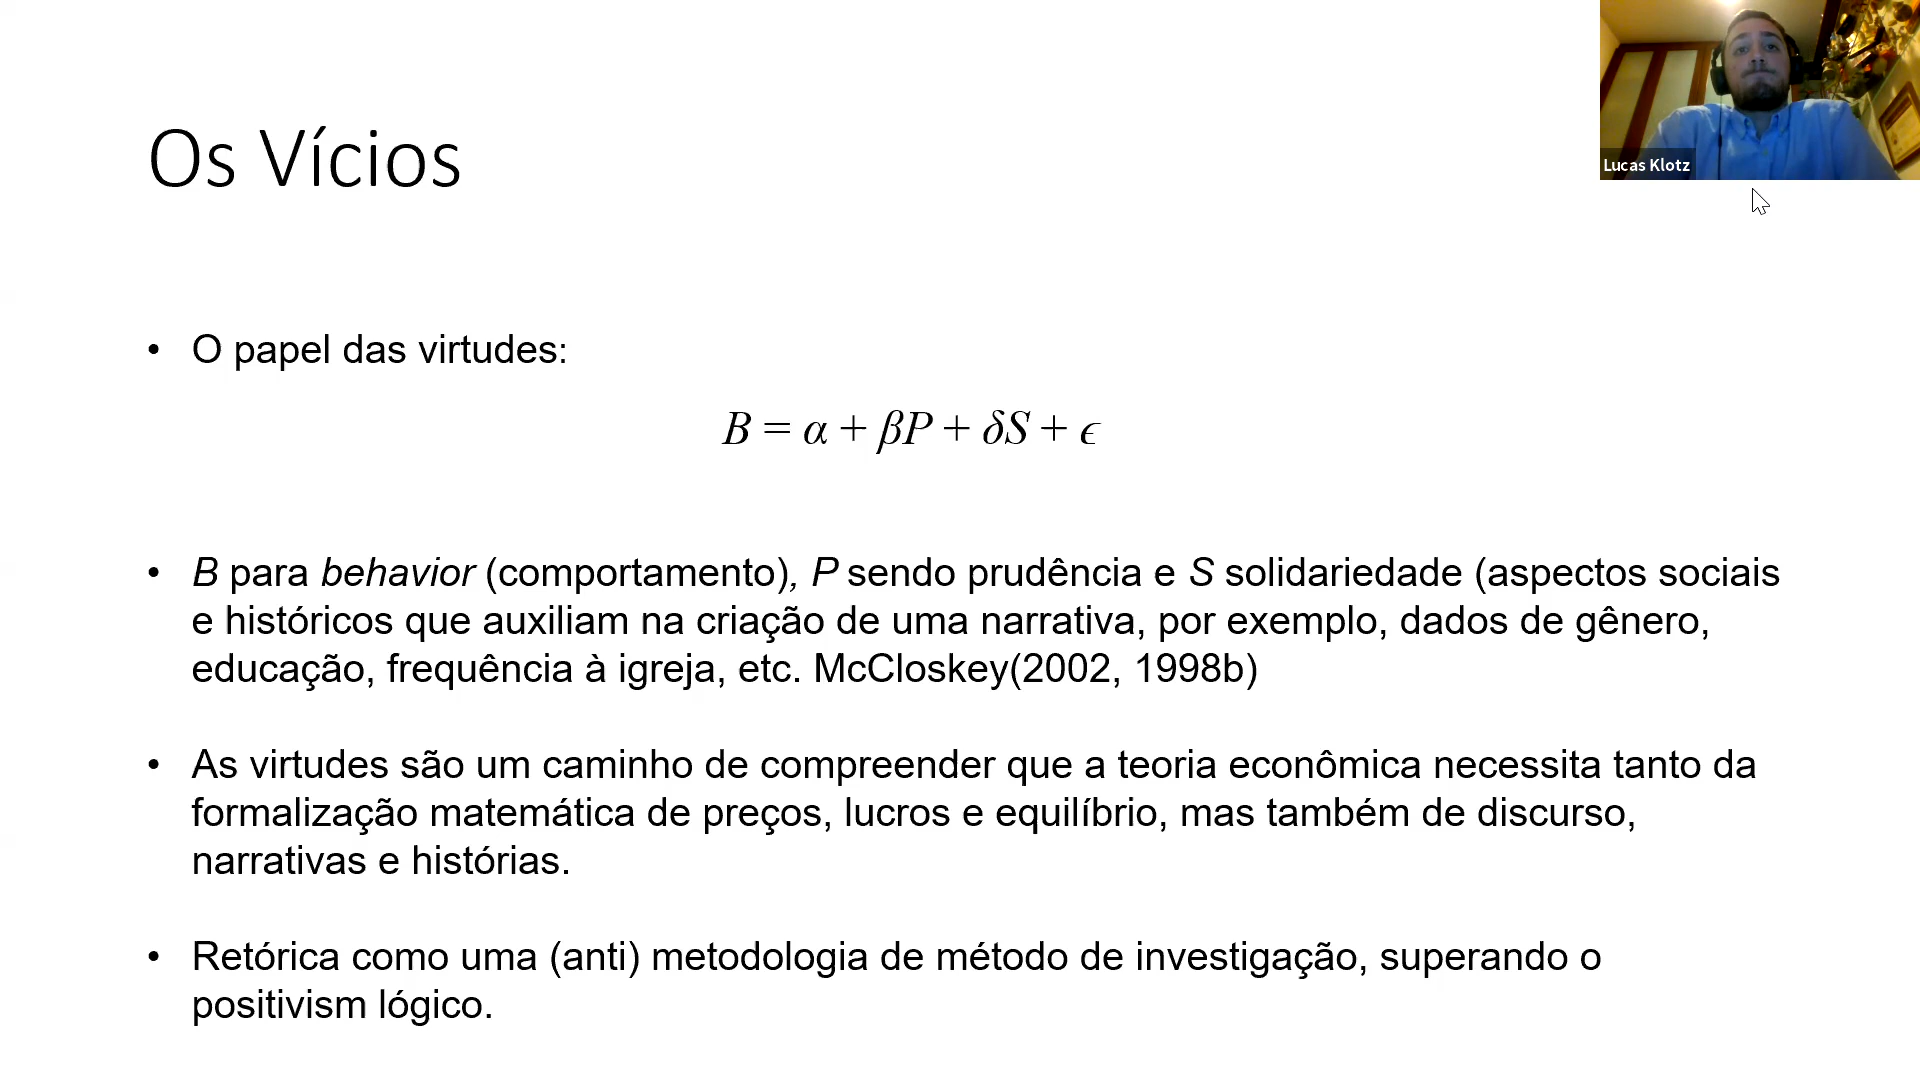 Lucas Klotz
Os Vícios
• O papel das virtudes:
B = α + βP + δS + ϵ
• B para behavior (comportamento), P sendo prudência e S solidariedade (aspectos sociais
e históricos que auxiliam na criação de uma narrativa, por exemplo, dados de gênero,
educação, frequência à igreja, etc. McCloskey(2002, 1998b)
• As virtudes são um caminho de compreender que a teoria econômica necessita tanto da
formalização matemática de preços, lucros e equilíbrio, mas também de discurso,
narrativas e histórias.
• Retórica como uma (anti) metodologia de método de investigação, superando o
positivism lógico.